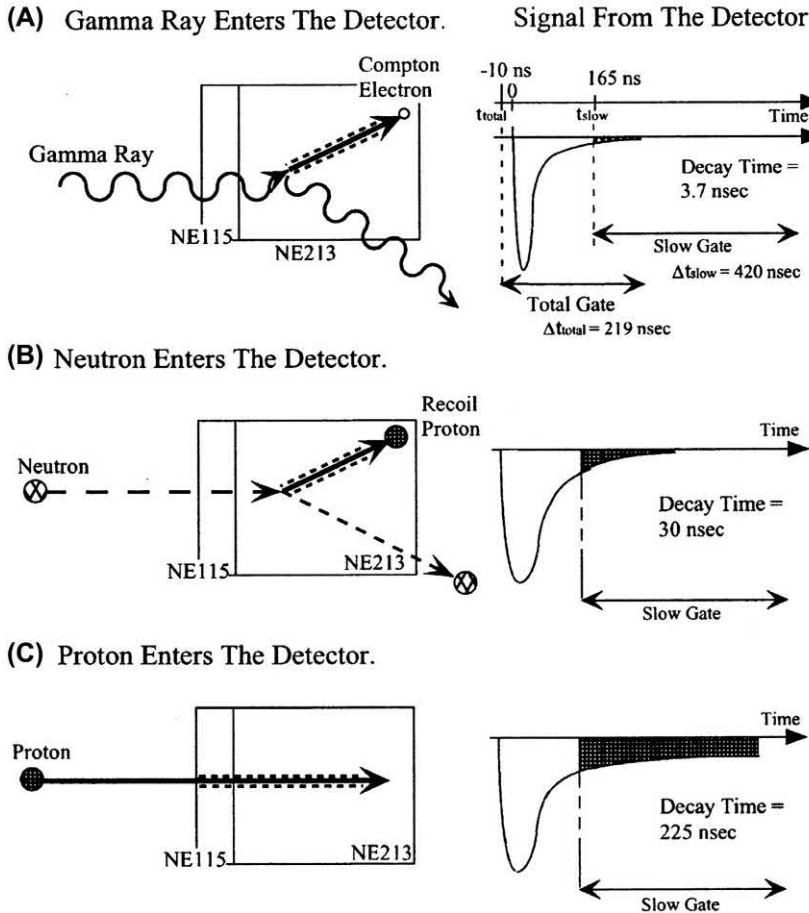 (A) Gamma Ray Enters The Detector.
Signal From The Detector
Compton
Electron
Gamma Ray
NE115
NE213
-10 ns
0
165 ns
ttotal
tslow
Time
Decay Time =
3.7 nsec
Slow Gate
Δtslow = 420 nsec
Total Gate
Δttotal = 219 nsec
(B) Neutron Enters The Detector.
Recoil
Proton
Neutron
NE115
NE213
Time
Decay Time =
30 nsec
Slow Gate
(C) Proton Enters The Detector.
Proton
NE115
NE213
Time
Decay Time =
225 nsec
Slow Gate